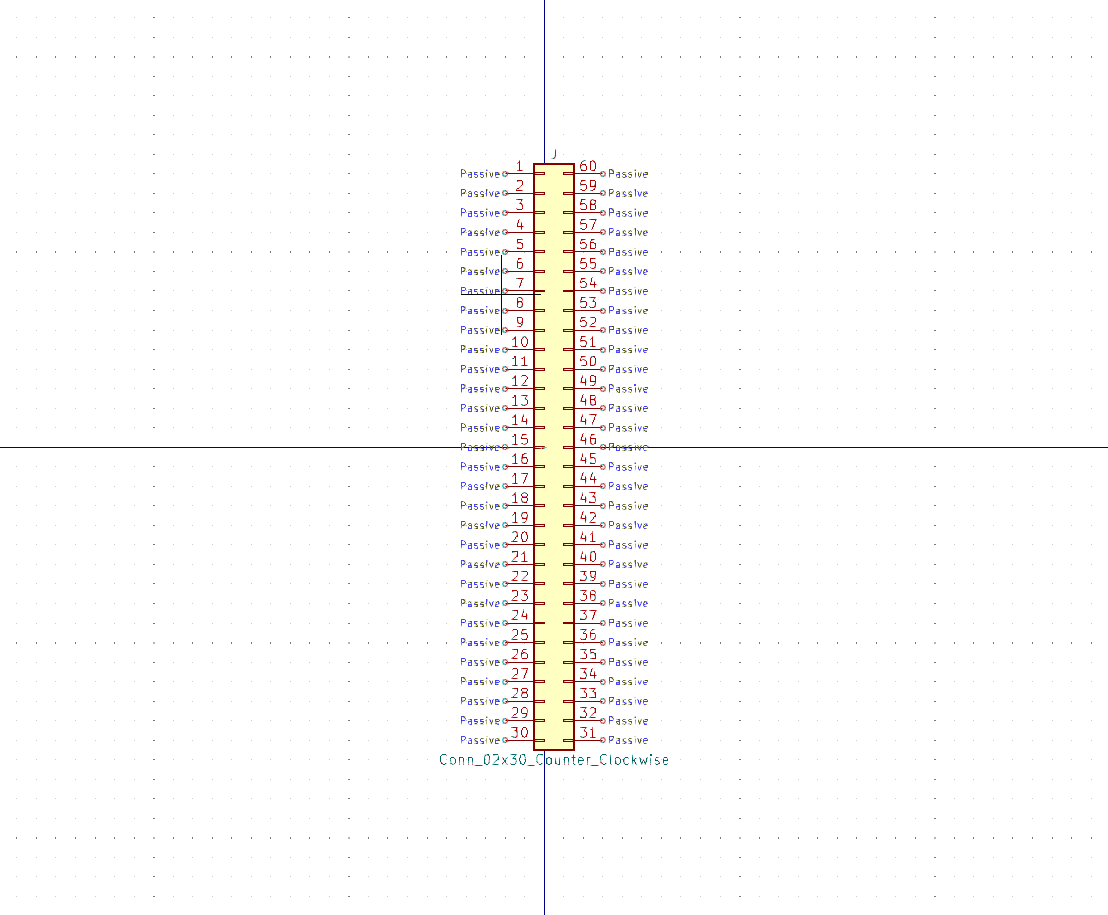 J
Passive 1 60 Passive
Passive 2 59 Passive
Passive 3 58 Passive
Passive 4 57 Passive
Passive 5 56 Passive
Passive 6 55 Passive
Passive 7 54 Passive
Passive 8 53 Passive
Passive 9 52 Passive
Passive 10 51 Passive
Passive 11 50 Passive
Passive 12 49 Passive
Passive 13 48 Passive
Passive 14 47 Passive
Passive 15 46 Passive
Passive 16 45 Passive
Passive 17 44 Passive
Passive 18 43 Passive
Passive 19 42 Passive
Passive 20 41 Passive
Passive 21 40 Passive
Passive 22 39 Passive
Passive 23 38 Passive
Passive 24 37 Passive
Passive 25 36 Passive
Passive 26 35 Passive
Passive 27 34 Passive
Passive 28 33 Passive
Passive 29 32 Passive
Passive 30 31 Passive
Conn_02x30_Counter_Clockwise